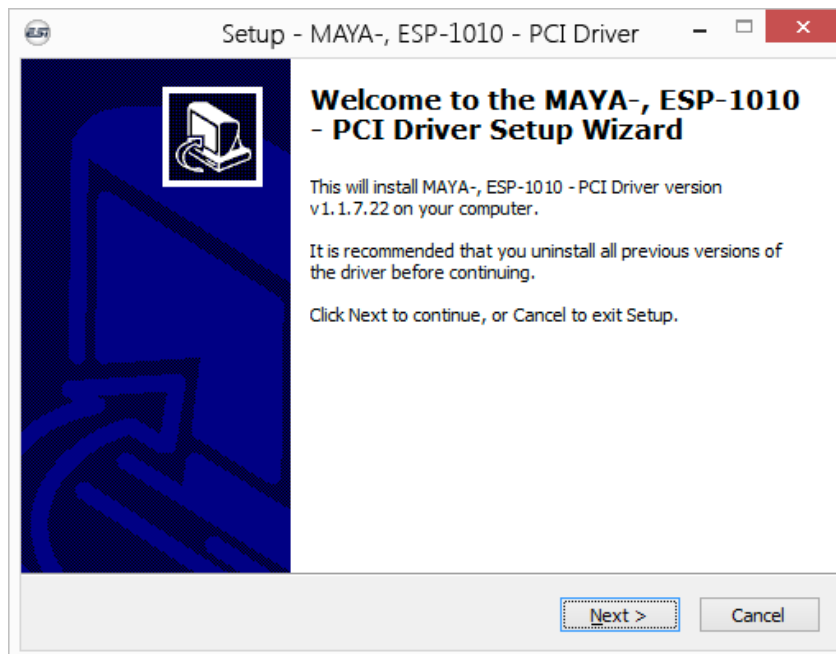 ESI
Setup - MAYA-, ESP-1010 - PCI Driver
Welcome to the MAYA-, ESP-1010
- PCI Driver Setup Wizard
This will install MAYA-, ESP-1010 - PCI Driver version
v1.1.7.22 on your computer.
It is recommended that you uninstall all previous versions of
the driver before continuing.
Click Next to continue, or Cancel to exit Setup.
Next > Cancel